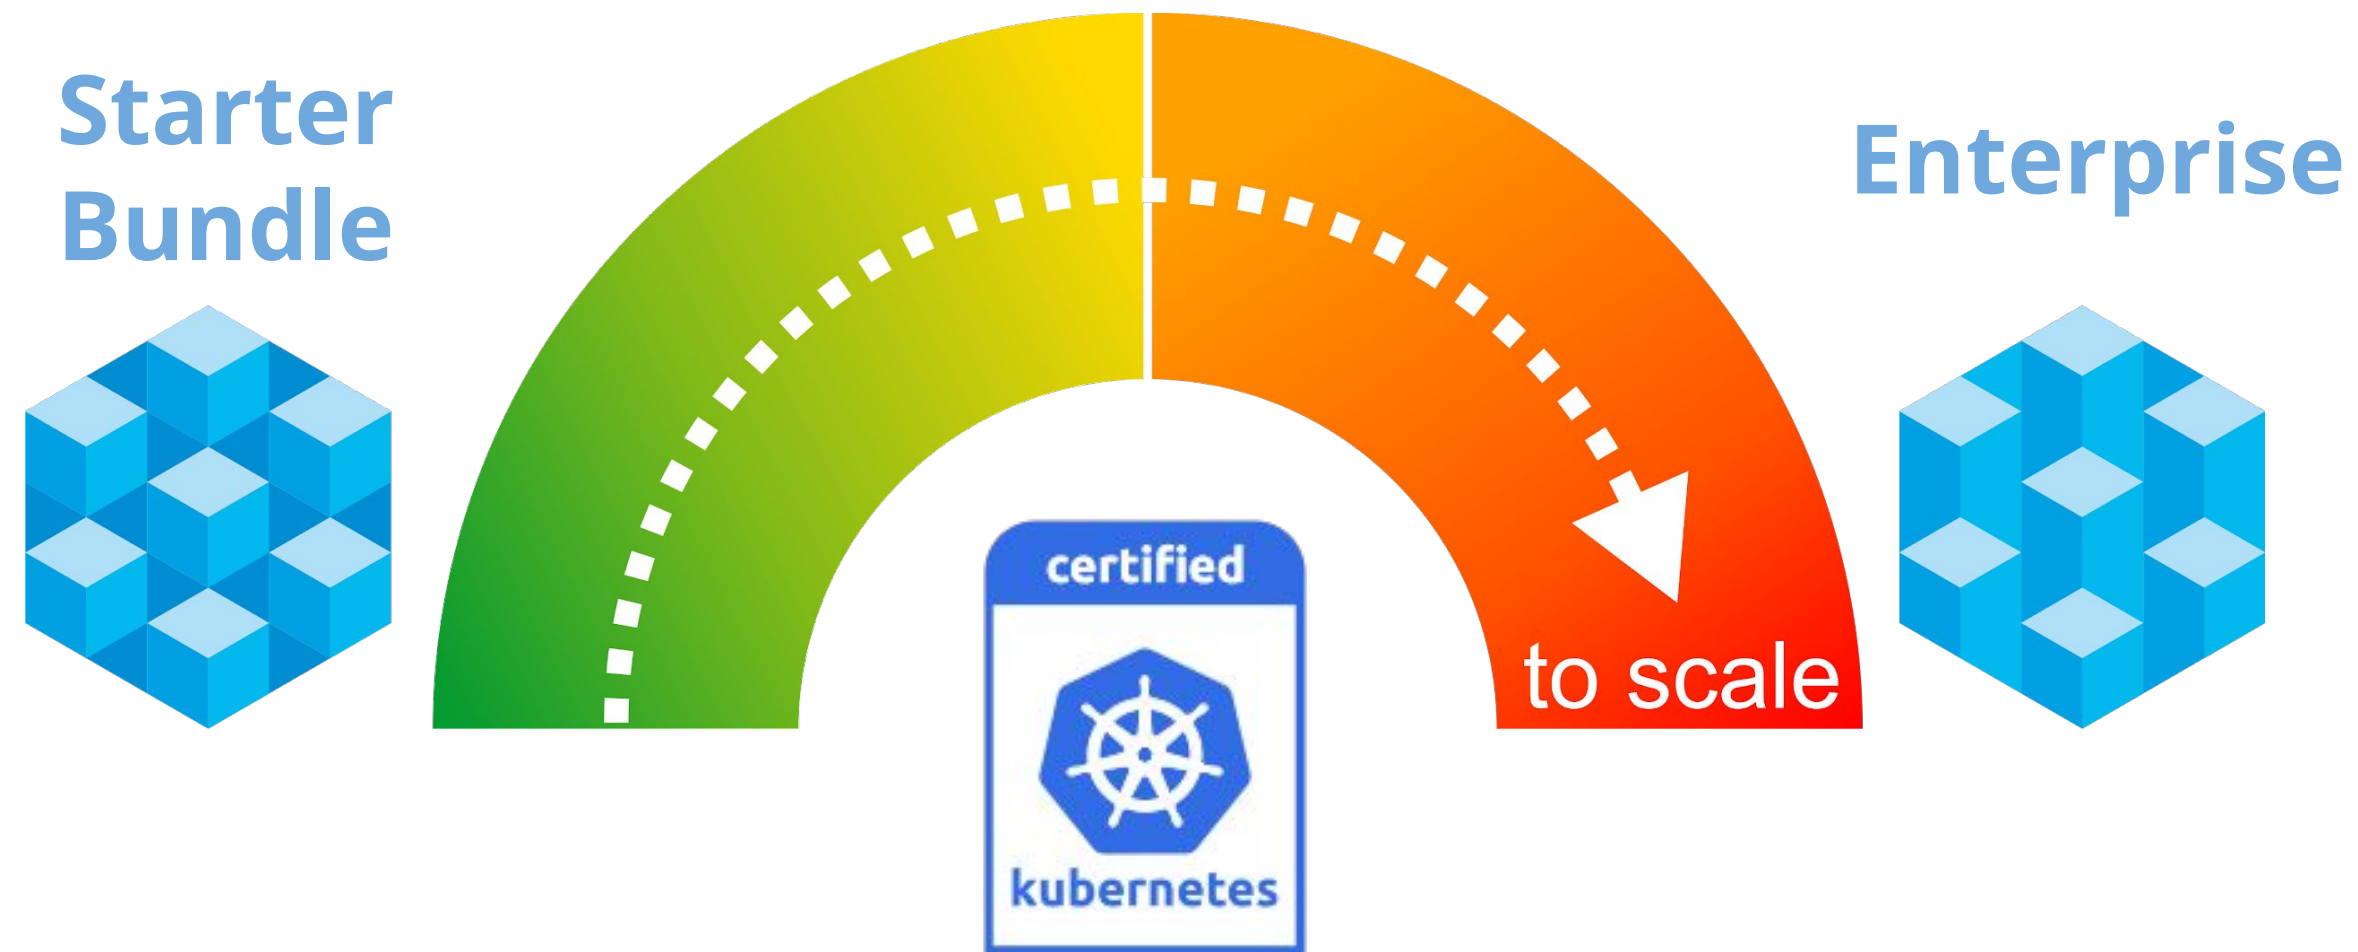 Starter
Bundle
Enterprise
certified
kubernetes
to scale